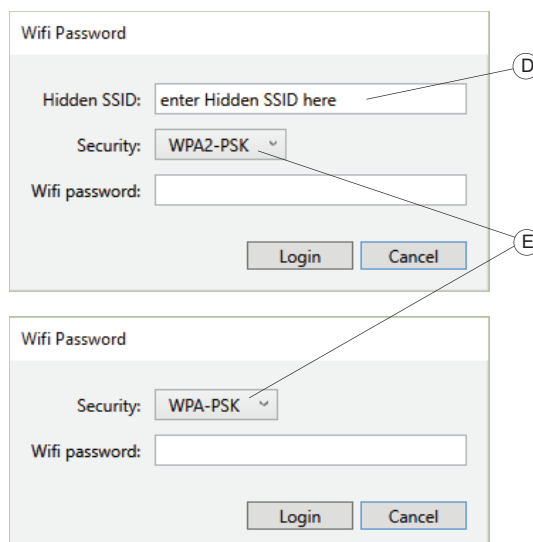 Wifi Password
D
Hidden SSID: enter Hidden SSID here
Security: WPA2-PSK
Wifi password:
E
Login Cancel
Wifi Password
Security: WPA-PSK
Wifi password:
Login Cancel